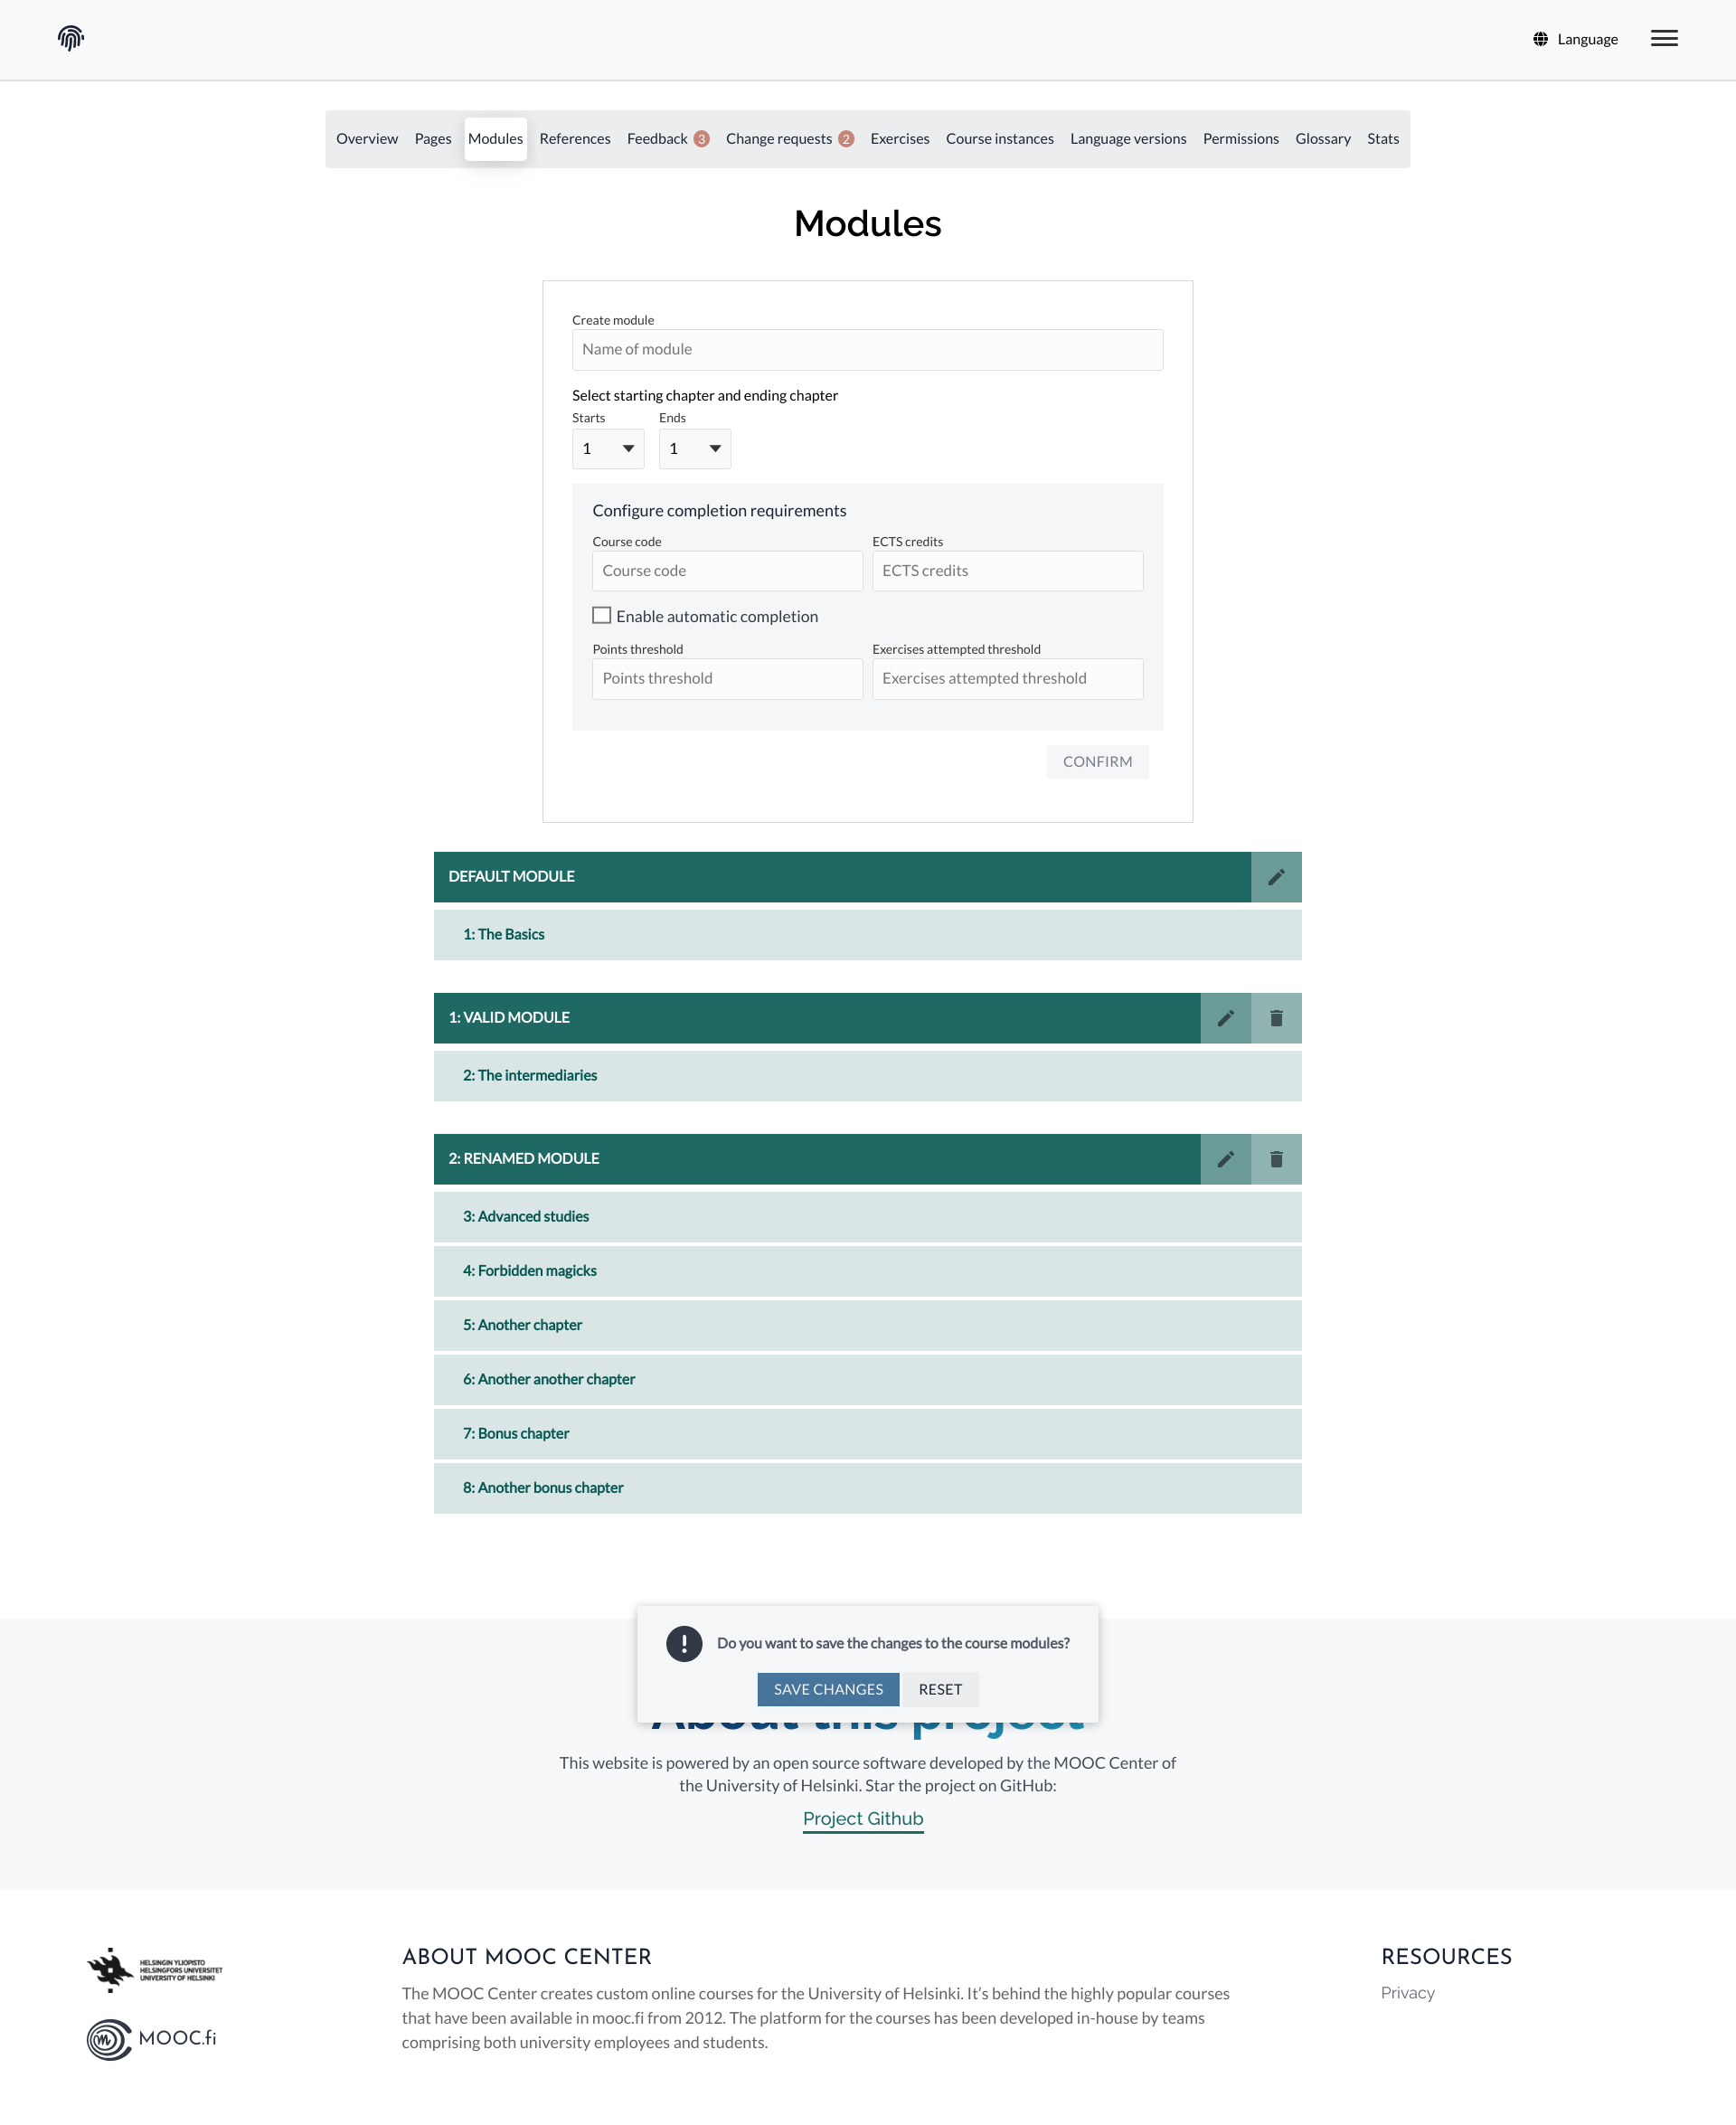 Language
Overview Pages Modules References Feedback 3 Change requests 2 Exercises Course instances Language versions Permissions Glossary Stats
Modules
Create module
Name of module
Select starting chapter and ending chapter
Starts Ends
1 1
Configure completion requirements
Course code ECTS credits
Course code ECTS credits
Enable automatic completion
Points threshold Exercises attempted threshold
Points threshold Exercises attempted threshold
CONFIRM
DEFAULT MODULE
1: The Basics
1: VALID MODULE
2: The intermediaries
2: RENAMED MODULE
3: Advanced studies
4: Forbidden magicks
5: Another chapter
6: Another another chapter
7: Bonus chapter
8: Another bonus chapter
Do you want to save the changes to the course modules?
SAVE CHANGES RESET
About this project
This website is powered by an open source software developed by the MOOC Center of
the University of Helsinki. Star the project on GitHub:
Project Github
HELSINGIN YLIOPISTO
HELSINGFORS UNIVERSITET
UNIVERSITY OF HELSINKI
MOOC.fi
ABOUT MOOC CENTER
The MOOC Center creates custom online courses for the University of Helsinki. It's behind the highly popular courses
that have been available in mooc.fi from 2012. The platform for the courses has been developed in-house by teams
comprising both university employees and students.
RESOURCES
Privacy